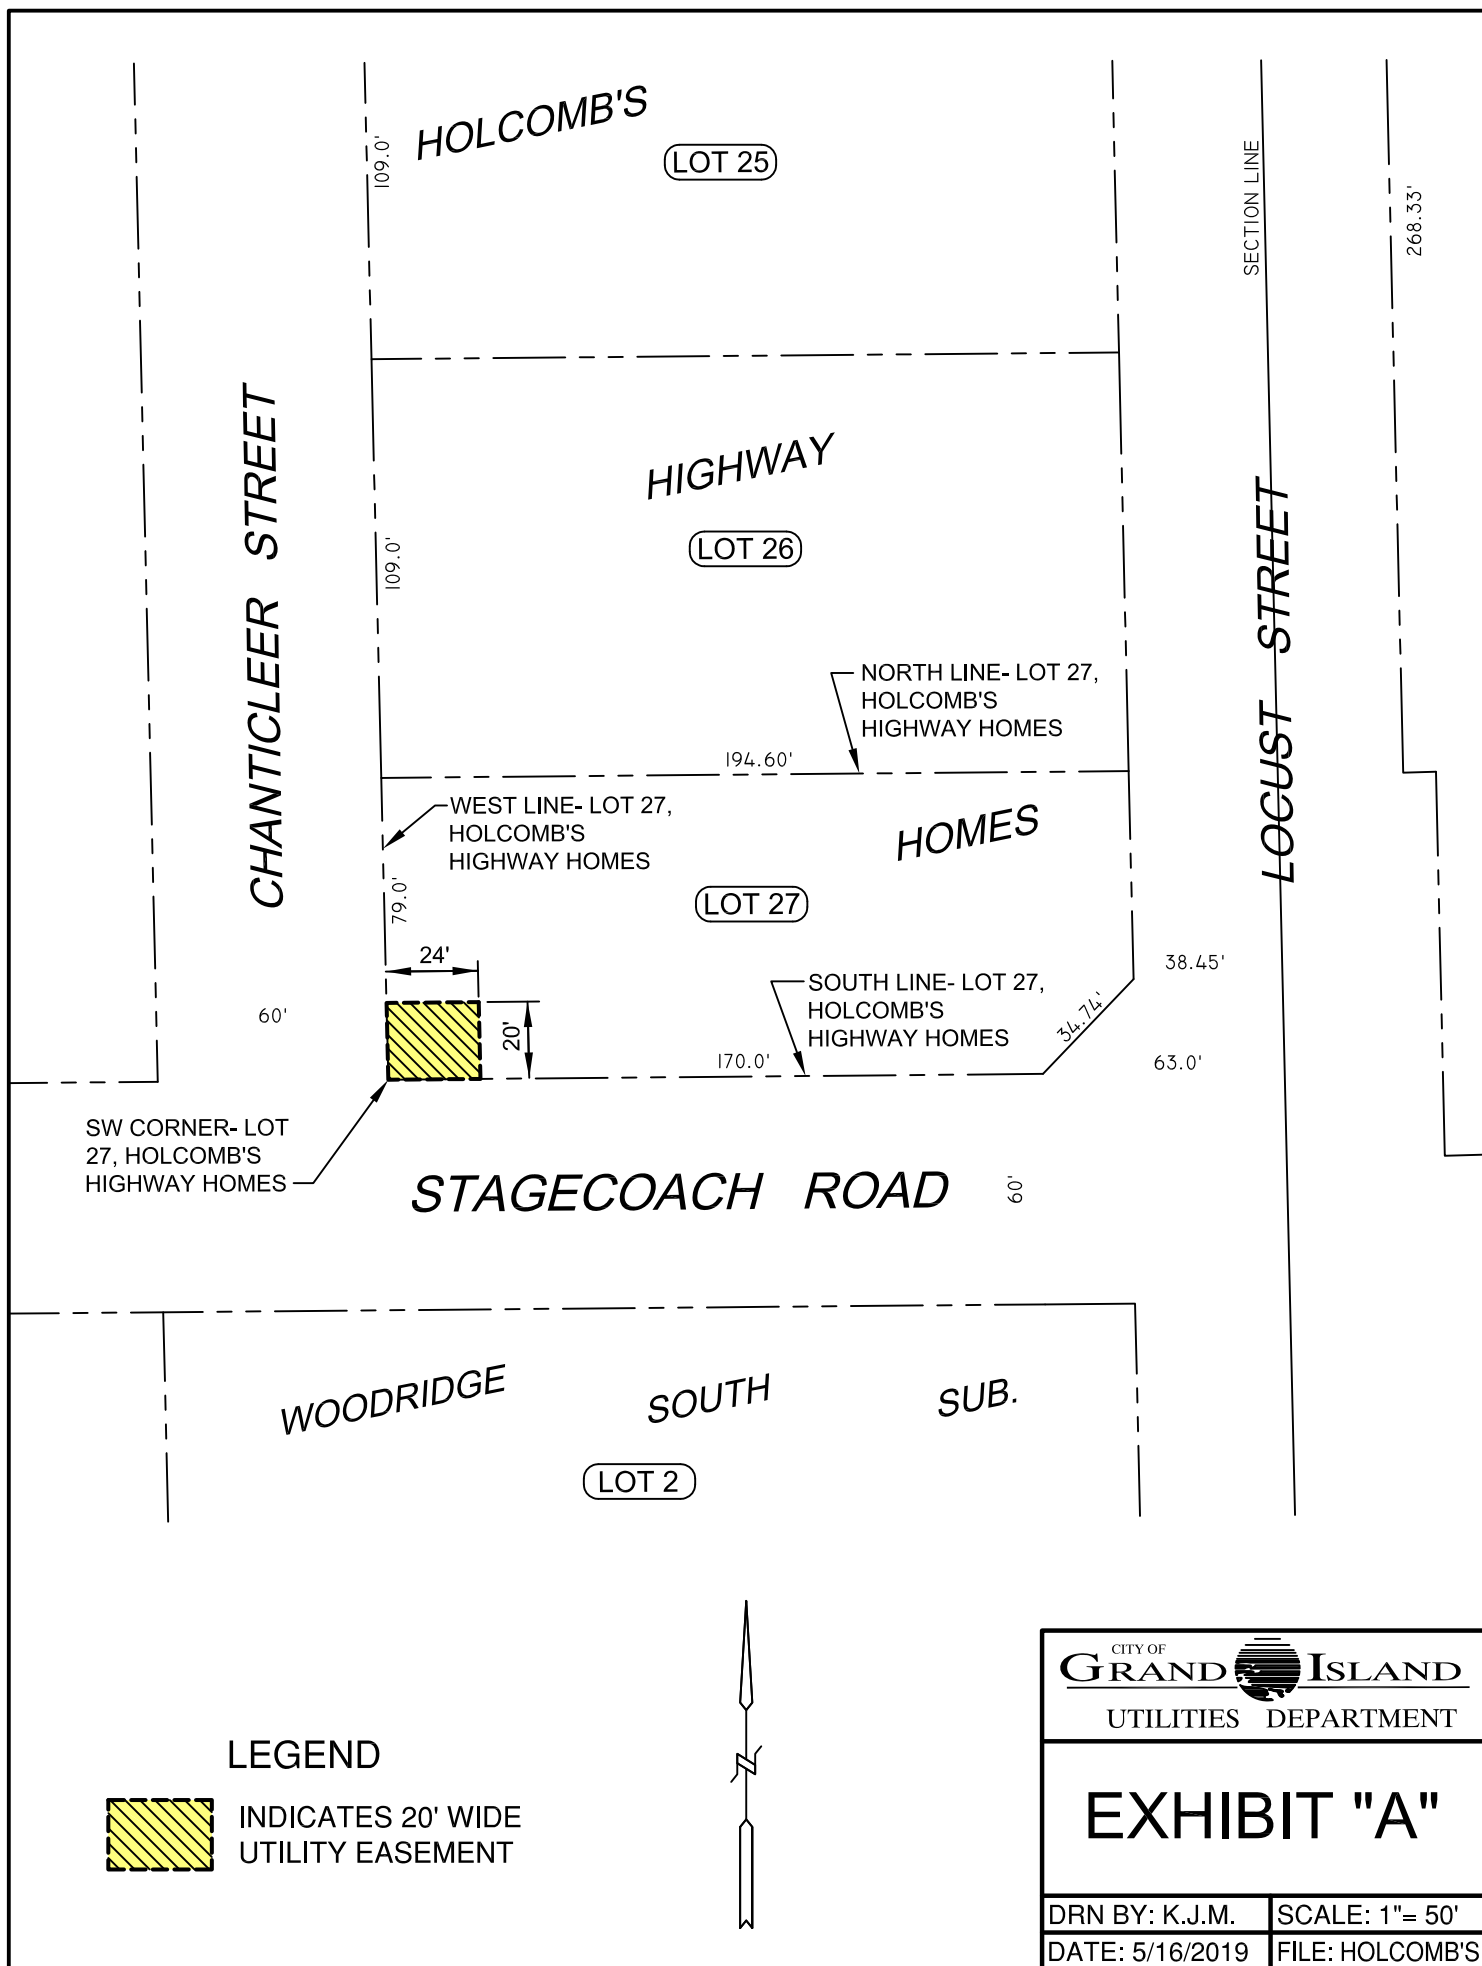 HOLCOMB'S
LOT 25
109.0'
SECTION LINE
268.33'
CHANTICLEER STREET
HIGHWAY
LOT 26
109.0'
LOCUST STREET
NORTH LINE- LOT 27,
HOLCOMB'S
HIGHWAY HOMES
194.60'
WEST LINE- LOT 27,
HOLCOMB'S
HIGHWAY HOMES
HOMES
79.0'
LOT 27
24'
38.45'
SOUTH LINE- LOT 27,
HOLCOMB'S
HIGHWAY HOMES
60'
20'
34.74'
170.0'
63.0'
SW CORNER- LOT
27, HOLCOMB'S
HIGHWAY HOMES
STAGECOACH ROAD
60'
WOODRIDGE SOUTH SUB.
LOT 2
LEGEND
INDICATES 20' WIDE
UTILITY EASEMENT
N
CITY OF
GRAND ISLAND
UTILITIES DEPARTMENT
EXHIBIT "A"
DRN BY: K.J.M.
SCALE: 1"= 50'
DATE: 5/16/2019
FILE: HOLCOMB'S